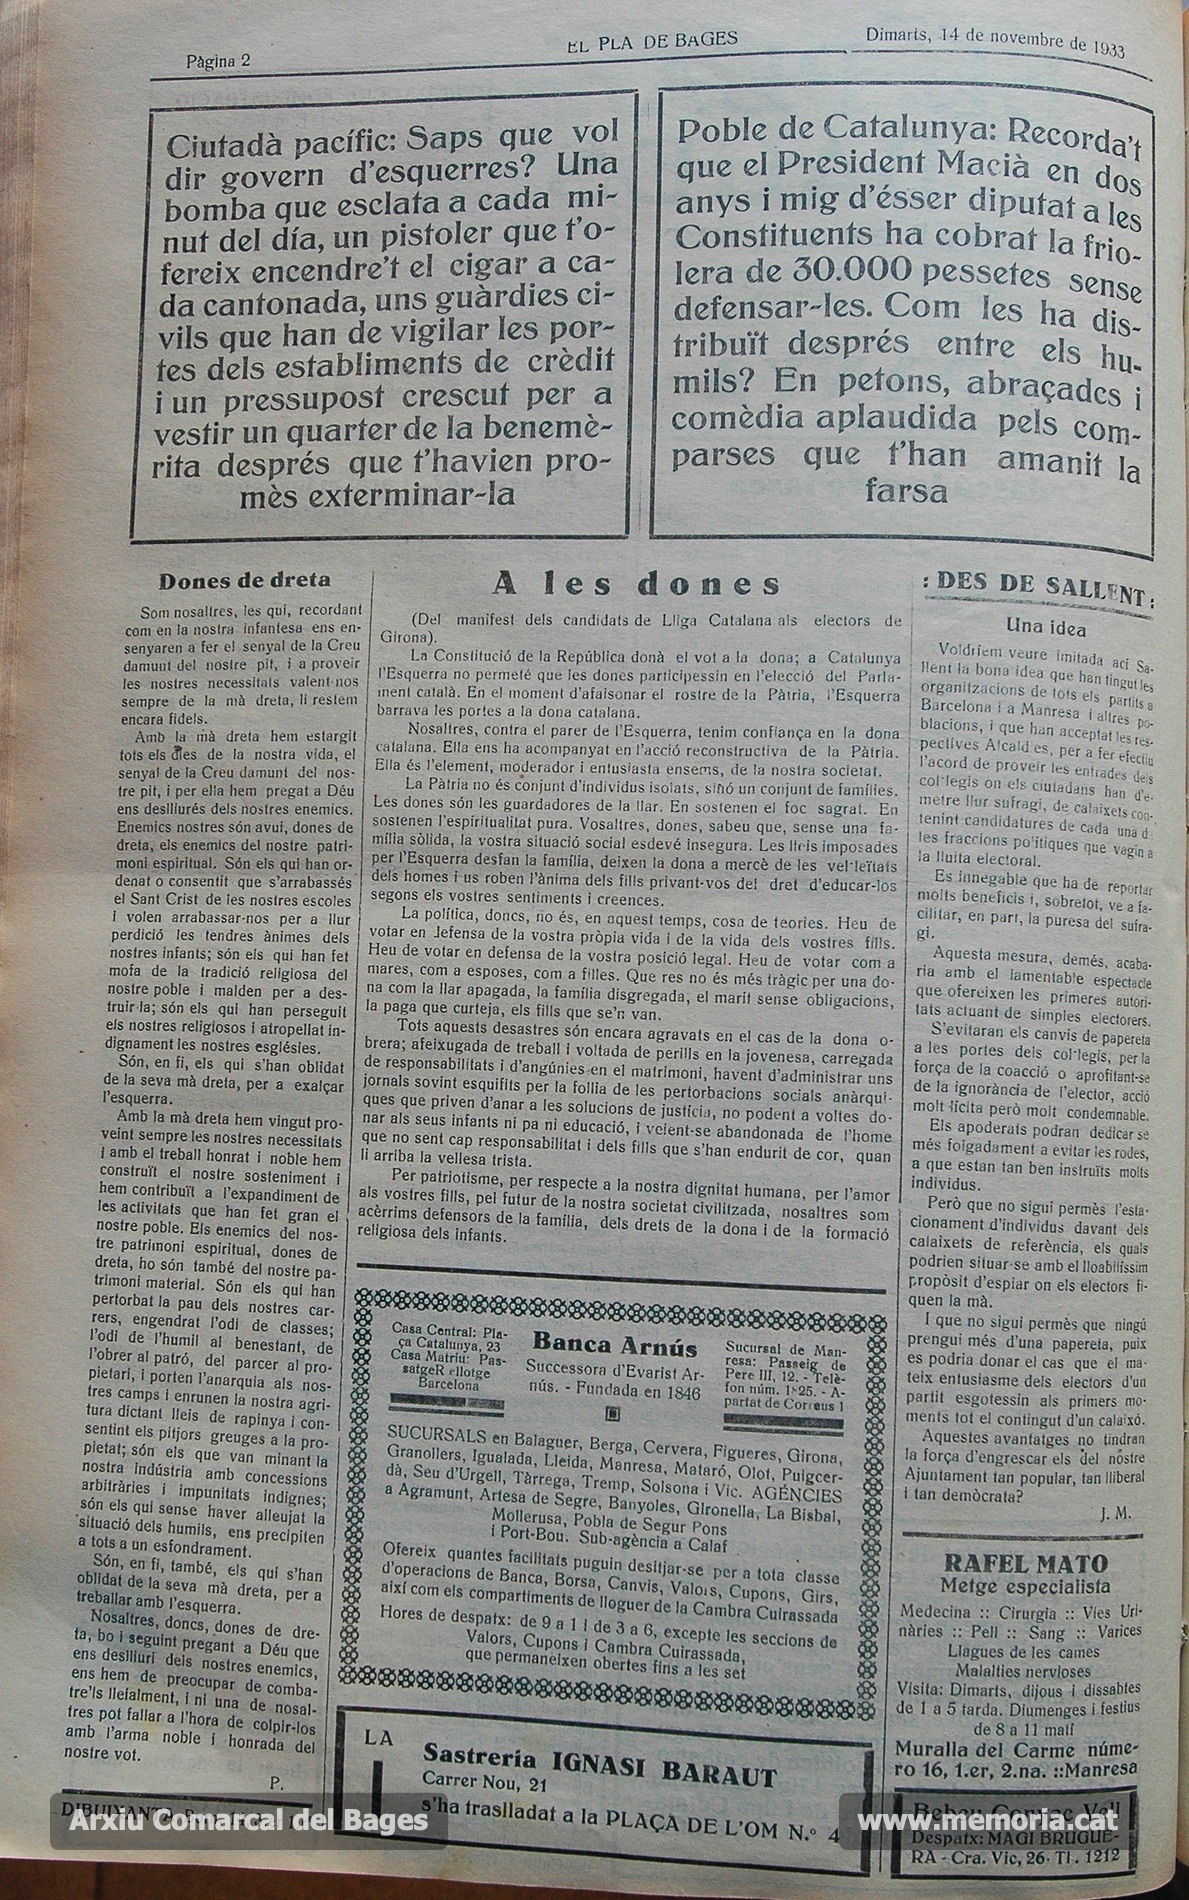 Pàgina 2
EL PLA DE BAGES
Dimarts, 14 de novembre de 1933
Ciutadà pacífic: Saps que vol
dir govern d'esquerres? Una
bomba que esclata a cada mi-
nut del día, un pistoler que t'o-
fereix encendre't el cigar a ca-
da cantonada, uns guàrdies ci-
vils que han de vigilar les por-
tes dels establiments de crèdit
i un pressupost crescut per a
vestir un quarter de la benemè-
rita després que t'havien pro-
mès exterminar-la
Poble de Catalunya: Recorda't
que el President Macià en dos
anys i mig d'ésser diputat a les
Constituents ha cobrat la frio-
lera de 30.000 pessetes sense
defensar-les. Com les ha dis-
tribuït després entre els hu-
mils? En petons, abraçades i
comèdia aplaudida pels com-
parses que t'han amanit la
farsa
Dones de dreta
Som nosaltres, les qui, recordant
com en la nostra infantesa ens en-
senyaren a fer el senyal de la Creu
damunt del nostre pit, i a proveir
les nostres necessitats valent-nos
sempre de la mà dreta, li restem
encara fidels.
Amb la mà dreta hem estargit
tots els dies de la nostra vida, el
senyal de la Creu damunt del nos-
tre pit, i per ella hem pregat a Déu
ens deslliurés dels nostres enemics.
Enemics nostres són avui, dones de
dreta, els enemics del nostre patri-
moni espiritual. Són els qui han or-
denat o consentit que s'arrabassés
el Sant Crist de les nostres escoles
i volen arrabassar-nos per a llur
perdició les tendres ànimes dels
nostres infants; són els qui han fet
mofa de la tradició religiosa del
nostre poble i malden per a des-
truir-la; són els qui han perseguit
els nostres religiosos i atropellat in-
dignament les nostres esglésies.
Són, en fi, els qui s'han oblidat
de la seva mà dreta, per a exalçar
l'esquerra.
Amb la mà dreta hem vingut pro-
veint sempre les nostres necessitats
i amb el treball honrat i noble hem
construït el nostre sosteniment i
hem contribuït a l'expandiment de
les activitats que han fet gran el
nostre poble. Els enemics del nos-
tre patrimoni espiritual, dones de
dreta, ho són també del nostre pa-
trimoni material. Són els qui han
pertorbat la pau dels nostres car-
rers, engendrat l'odi de classes;
l'odi de l'humil al benestant, de
l'obrer al patró, del parcer al pro-
pietari, i porten l'anarquia als nos-
tres camps i enrunen la nostra agri-
tura dictant lleis de rapinya i con-
sentint els pitjors greuges a la pro-
pietat; són els que van minant la
nostra indústria amb concessions
arbitràries i impunitats indignes;
són els qui sense haver alleujat la
situació dels humils, ens precipiten
a tots a un esfondrament.
Són, en fi, també, els qui s'han
oblidat de la seva mà dreta, per a
treballar amb l'esquerra.
Nosaltres, doncs, dones de dre-
ta, bo i seguint pregant a Déu que
ens deslliuri dels nostres enemics,
ens hem de preocupar de comba-
tre'ls lleialment, i ni una de nosal-
tres pot fallar a l'hora de colpir-los
amb l'arma noble i honrada del
nostre vot.
P.
A les dones
(Del manifest dels candidats de Lliga Catalana als electors de
Girona).
La Constitució de la República donà el vot a la dona; a Catalunya
l'Esquerra no permeté que les dones participessin en l'elecció del Parla-
ment català. En el moment d'afaisonar el rostre de la Pàtria, l'Esquerra
barrava les portes a la dona catalana.
Nosaltres, contra el parer de l'Esquerra, tenim confiança en la dona
catalana. Ella ens ha acompanyat en l'acció reconstructiva de la Pàtria.
Ella és l'element, moderador i entusiasta ensems, de la nostra societat.
La Pàtria no és conjunt d'individus isolats, sinó un conjunt de famílies.
Les dones són les guardadores de la llar. En sostenen el foc sagrat. En
sostenen l'espiritualitat pura. Vosaltres, dones, sabeu que, sense una fa-
mília sòlida, la vostra situació social esdevé insegura. Les lleis imposades
per l'Esquerra desfan la família, deixen la dona a mercè de les vel·leïtats
dels homes i us roben l'ànima dels fills privant-vos del dret d'educar-los
segons els vostres sentiments i creences.
La política, doncs, no és, en aquest temps, cosa de teories. Heu de
votar en defensa de la vostra pròpia vida i de la vida dels vostres fills.
Heu de votar en defensa de la vostra posició legal. Heu de votar com a
mares, com a esposes, com a filles. Que res no és més tràgic per una do-
na com la llar apagada, la família disgregada, el marit sense obligacions,
la paga que curteja, els fills que se'n van.
Tots aquests desastres són encara agravats en el cas de la dona o-
brera; afeixugada de treball i voltada de perills en la jovenesa, carregada
de responsabilitats i d'angúnies en el matrimoni, havent d'administrar uns
jornals sovint esquifits per la follia de les pertorbacions socials anàrqui-
ques que priven d'anar a les solucions de justícia, no podent a voltes do-
nar als seus infants ni pa ni educació, i veient-se abandonada de l'home
que no sent cap responsabilitat i dels fills que s'han endurit de cor, quan
li arriba la vellesa trista.
Per patriotisme, per respecte a la nostra dignitat humana, per l'amor
als vostres fills, pel futur de la nostra societat civilitzada, nosaltres som
acèrrims defensors de la família, dels drets de la dona i de la formació
religiosa dels infants.
Casa Central: Pla-
ça Catalunya, 23
Casa Matriu: Pas-
satgeR ellotge
Barcelona
Banca Arnús
Successora d'Evarist Ar-
nús. - Fundada en 1846
Sucursal de Man-
resa: Passeig de
Pere III, 12. - Telè-
fon núm. 1825. - A-
partat de Correus 1
SUCURSALS en Balaguer, Berga, Cervera, Figueres, Girona,
Granollers, Igualada, Lleida, Manresa, Mataró, Olot, Puigcer-
dà, Seu d'Urgell, Tàrrega, Tremp, Solsona i Vic. AGÉNCIES
a Agramunt, Artesa de Segre, Banyoles, Gironella, La Bisbal,
Mollerusa, Pobla de Segur Pons
i Port-Bou. Sub-agència a Calaf
Ofereix quantes facilitats puguin desitjar-se per a tota classe
d'operacions de Banca, Borsa, Canvis, Valors, Cupons, Girs,
així com els compartiments de lloguer de la Cambra Cuirassada
Hores de despatx: de 9 a 1 i de 3 a 6, excepte les seccions de
Valors, Cupons i Cambra Cuirassada,
que permaneixen obertes fins a les set
LA
Sastrería IGNASI BARAUT
Carrer Nou, 21
s'ha traslladat a la PLAÇA DE L'OM N.º 4
: DES DE SALLENT :
Una idea
Voldríem veure imitada ací Sa-
llent la bona idea que han tingut les
organitzacions de tots els partits a
Barcelona i a Manresa i altres po-
blacions, i que han acceptat les res-
pectives Alcaldies, per a fer efectiu
l'acord de proveir les entrades dels
col·legis on els ciutadans han d'e-
metre llur sufragi, de calaixets con-
tenint candidatures de cada una d
les fraccions polítiques que vagin a
la lluita electoral.
Es innegable que ha de reportar
molts beneficis i, sobretot, ve a fa-
cilitar, en part, la puresa del sufra-
gi.
Aquesta mesura, demés, acaba-
ria amb el lamentable espectacle
que ofereixen les primeres autori-
tats actuant de simples electorers.
S'evitaran els canvis de papereta
a les portes dels col·legis, per la
força de la coacció o aprofitant-se
de la ignorància de l'elector, acció
molt lícita però molt condemnable.
Els apoderats podran dedicar-se
més folgadament a evitar les rodes,
a que estan tan ben instruïts molts
individus.
Però que no sigui permès l'esta-
cionament d'individus davant dels
calaixets de referència, els quals
podrien situar-se amb el lloabilíssim
propòsit d'espiar on els electors fi-
quen la mà.
I que no sigui permès que ningú
prengui més d'una papereta, puix
es podria donar el cas que el ma-
teix entusiasme dels electors d'un
partit esgotessin als primers mo-
ments tot el contingut d'un calaixó.
Aquestes avantatges no tindran
la força d'engrescar els del nostre
Ajuntament tan popular, tan lliberal
i tan demòcrata?
J. M.
RAFEL MATO
Metge especialista
Medecina :: Cirurgia :: Vies Uri-
nàries :: Pell :: Sang :: Varices
Llagues de les cames
Malalties nervioses
Visita: Dimarts, dijous i dissabtes
de 1 a 5 tarda. Diumenges i festius
de 8 a 11 matí
Muralla del Carme núme-
ro 16, 1.er, 2.na. ::Manresa
Despatx: MAGÍ BRUGUE-
RA - Cra. Vic, 26 - Tl. 1212
Arxiu Comarcal del Bages
www.memoria.cat